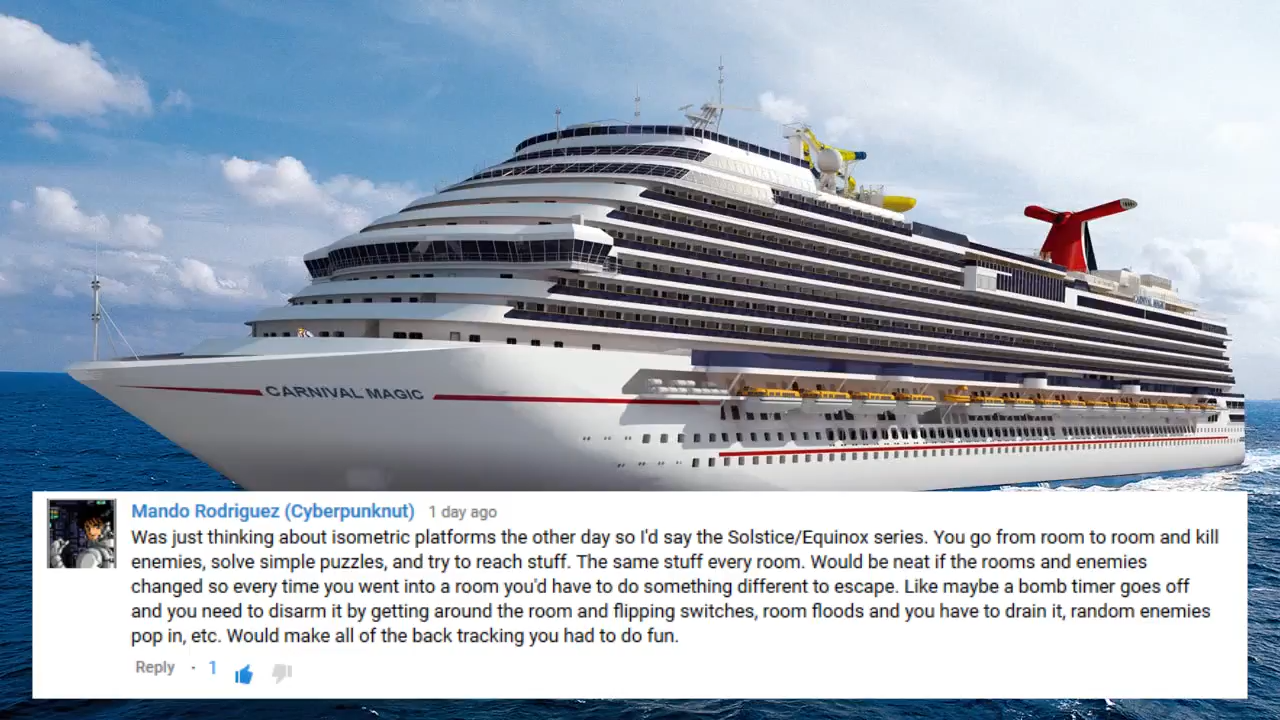 CARNIVAL MAGIC
CARNIVAL MAGIC
Mando Rodriguez (Cyberpunknut) 1 day ago
Was just thinking about isometric platforms the other day so I'd say the Solstice/Equinox series. You go from room to room and kill
enemies, solve simple puzzles, and try to reach stuff. The same stuff every room. Would be neat if the rooms and enemies
changed so every time you went into a room you'd have to do something different to escape. Like maybe a bomb timer goes off
and you need to disarm it by getting around the room and flipping switches, room floods and you have to drain it, random enemies
pop in, etc. Would make all of the back tracking you had to do fun.
Reply · 1